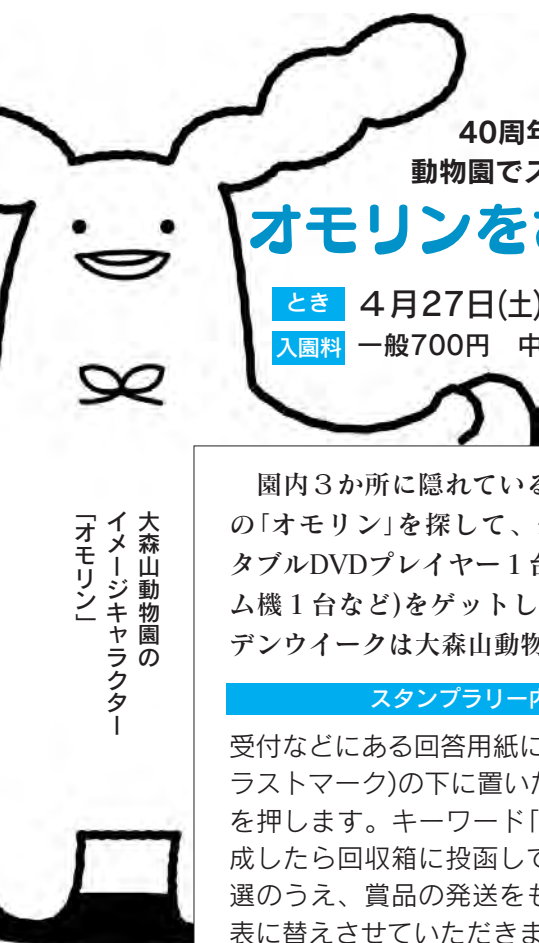 40周年
動物園でス
オモリンをさ
とき ４月27日(土)
入園料 一般700円 中
大森山動物園の
イメージキャラクター
「オモリン」
園内３か所に隠れている
の「オモリン」を探して、
タブルDVDプレイヤー１台
ム機１台など)をゲットし
デンウイークは大森山動物
スタンプラリー内
受付などにある回答用紙に
ラストマーク)の下に置いた
を押します。キーワード「
成したら回収箱に投函して
選のうえ、賞品の発送をも
表に替えさせていただきま